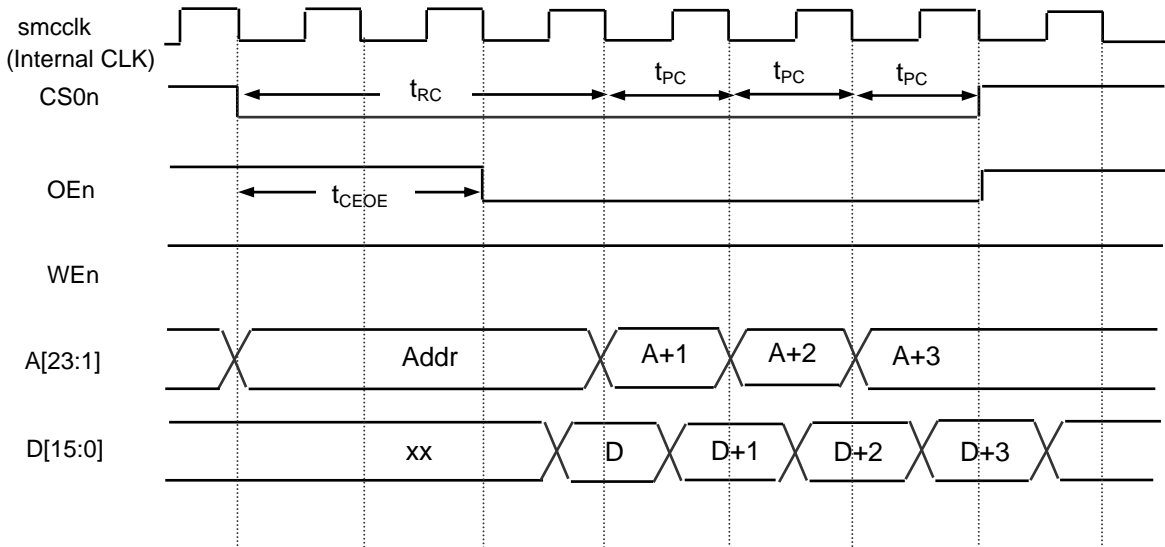 smcclk
(Internal CLK)
tPC
tPC
CS0n
tRC
tPC
OEn
tCEOE
WEn
A[23:1]
Addr
A+1
A+2
A+3
D[15:0]
xx
D
D+1
D+2
D+3